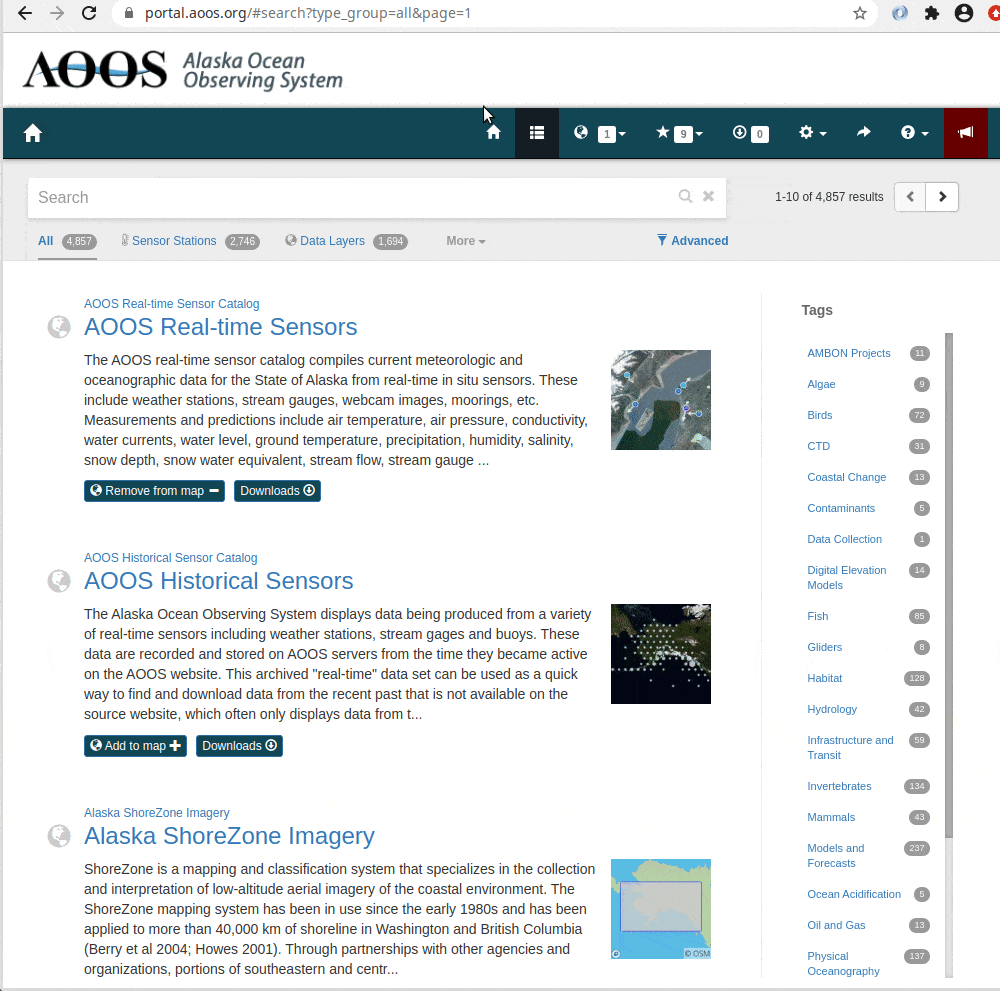 portal.aoos.org/#search?type_group=all&page=1
AOOS Alaska Ocean
Observing System
1
9
0
Search
1-10 of 4,857 results
All 4,857 Sensor Stations 2,746 Data Layers 1,694 More Advanced
AOOS Real-time Sensor Catalog
AOOS Real-time Sensors
The AOOS real-time sensor catalog compiles current meteorologic and
oceanographic data for the State of Alaska from real-time in situ sensors. These
include weather stations, stream gauges, webcam images, moorings, etc.
Measurements and predictions include air temperature, air pressure, conductivity,
water currents, water level, ground temperature, precipitation, humidity, salinity,
snow depth, snow water equivalent, stream flow, stream gauge ...
Remove from map Downloads
AOOS Historical Sensor Catalog
AOOS Historical Sensors
The Alaska Ocean Observing System displays data being produced from a variety
of real-time sensors including weather stations, stream gages and buoys. These
data are recorded and stored on AOOS servers from the time they became active
on the AOOS website. This archived "real-time" data set can be used as a quick
way to find and download data from the recent past that is not available on the
source website, which often only displays data from t...
Add to map Downloads
Alaska ShoreZone Imagery
Alaska ShoreZone Imagery
ShoreZone is a mapping and classification system that specializes in the collection
and interpretation of low-altitude aerial imagery of the coastal environment. The
ShoreZone mapping system has been in use since the early 1980s and has been
applied to more than 40,000 km of shoreline in Washington and British Columbia
(Berry et al 2004; Howes 2001). Through partnerships with other agencies and
organizations, portions of southeastern and centr...
© OSM
Tags
AMBON Projects 11
Algae 9
Birds 72
CTD 31
Coastal Change 13
Contaminants 5
Data Collection 1
Digital Elevation 14
Models
Fish 85
Gliders 8
Habitat 128
Hydrology 42
Infrastructure and 59
Transit
Invertebrates 134
Mammals 43
Models and 237
Forecasts
Ocean Acidification 5
Oil and Gas 13
Physical 137
Oceanography